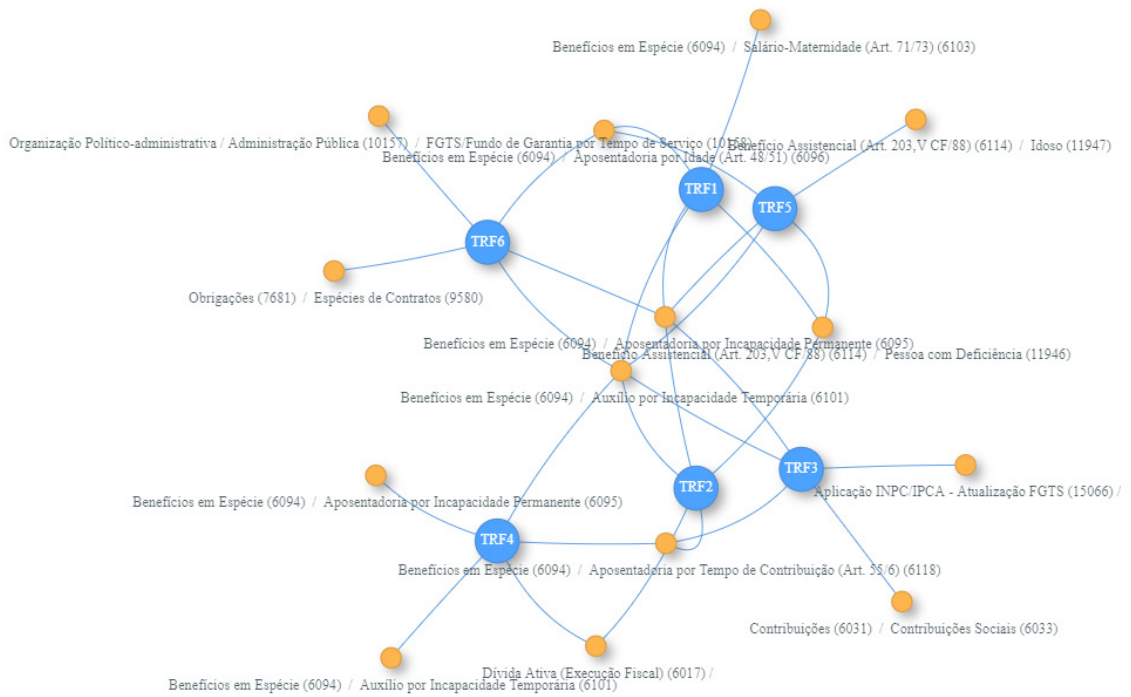 Benefícios em Espécie (6094) / Salário-Maternidade (Art. 71/73) (6103)
Organização Político-administrativa / Administração Pública (10157) / FGTS/Fundo de Garantia por Tempo de Serviço (10158)
Benefício Assistencial (Art. 203,V CF/88) (6114) / Idoso (11947)
Benefícios em Espécie (6094) / Aposentadoria por Idade (Art. 48/51) (6096)
TRF1
TRF5
TRF6
Obrigações (7681) / Espécies de Contratos (9580)
Benefícios em Espécie (6094) / Aposentadoria por Incapacidade Permanente (6095)
Benefício Assistencial (Art. 203,V CF/88) (6114) / Pessoa com Deficiência (11946)
Benefícios em Espécie (6094) / Auxílio por Incapacidade Temporária (6101)
TRF3
TRF2
Aplicação INPC/IPCA - Atualização FGTS (15066) /
Benefícios em Espécie (6094) / Aposentadoria por Incapacidade Permanente (6095)
TRF4
Benefícios em Espécie (6094) / Aposentadoria por Tempo de Contribuição (Art. 55/6) (6118)
Contribuições (6031) / Contribuições Sociais (6033)
Dívida Ativa (Execução Fiscal) (6017) /
Benefícios em Espécie (6094) / Auxílio por Incapacidade Temporária (6101)